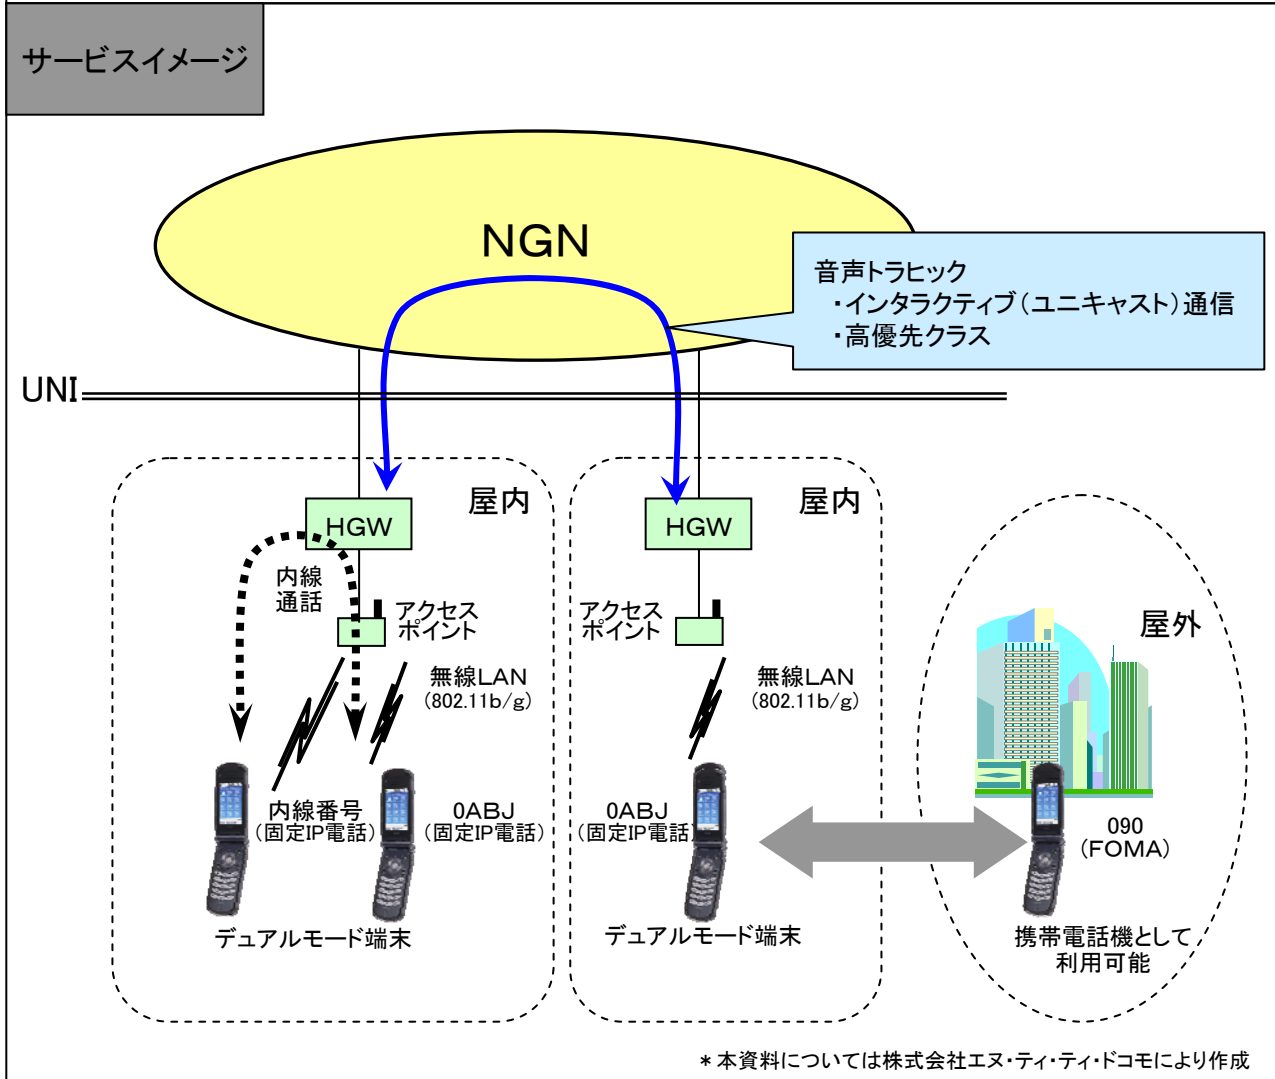 サービスイメージ
NGN
音声トラヒック
・インタラクティブ（ユニキャスト）通信
・高優先クラス
UNI
屋内
HGW
内線
通話
アクセス
ポイント
無線LAN
(802.11b/g)
内線番号
(固定IP電話)
0ABJ
(固定IP電話)
デュアルモード端末
屋内
HGW
アクセス
ポイント
無線LAN
(802.11b/g)
0ABJ
(固定IP電話)
デュアルモード端末
屋外
090
(FOMA)
携帯電話機として
利用可能
＊本資料については株式会社エヌ・ティ・ティ・ドコモにより作成